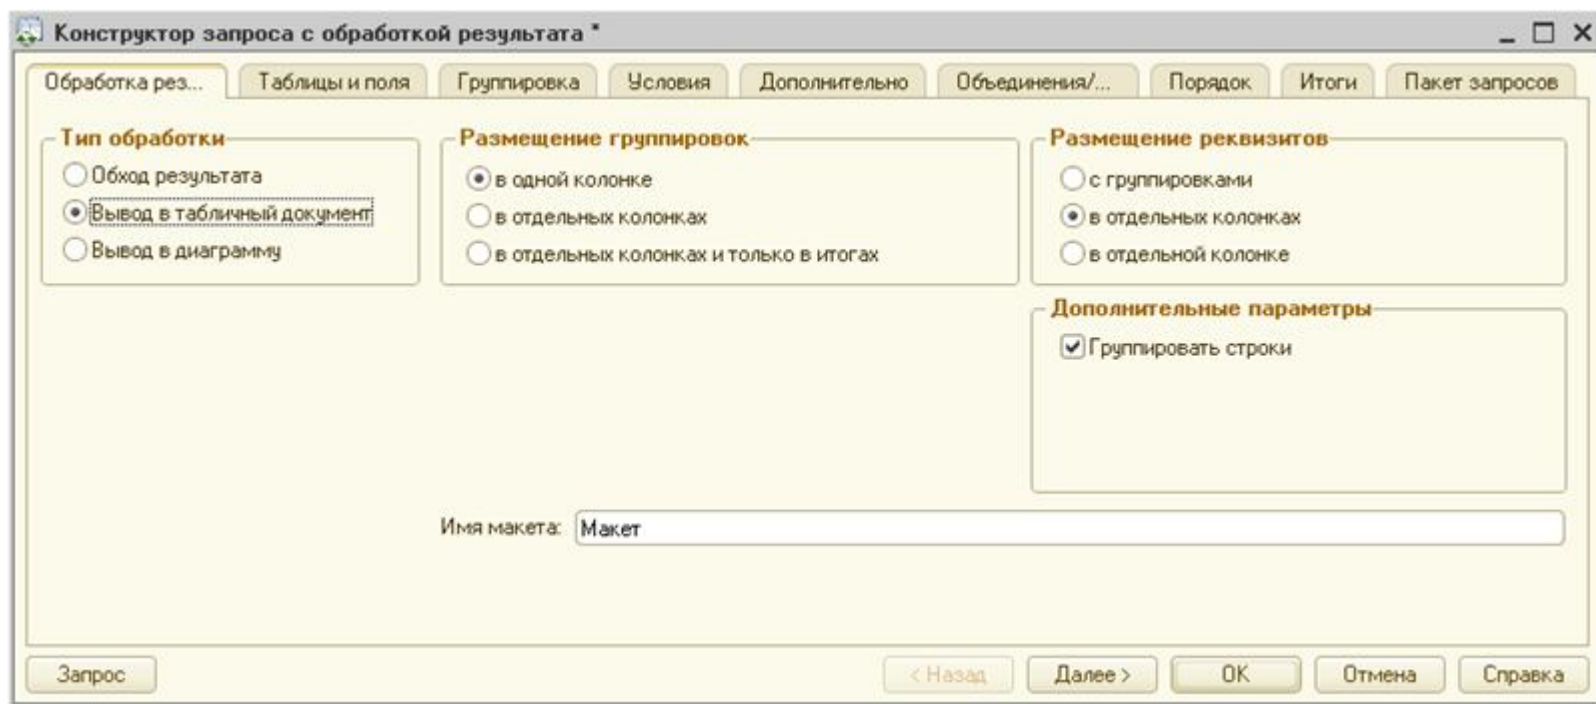 Конструктор запроса с обработкой результата *
Обработка рез... Таблицы и поля Группировка Условия Дополнительно Объединения/... Порядок Итоги Пакет запросов
Тип обработки Размещение группировок Размещение реквизитов
Обход результата в одной колонке с группировками
Вывод в табличный документ в отдельных колонках в отдельных колонках
Вывод в диаграмму в отдельных колонках и только в итогах в отдельной колонке
Дополнительные параметры
Группировать строки
Имя макета: Макет
Запрос < Назад Далее > ОК Отмена Справка